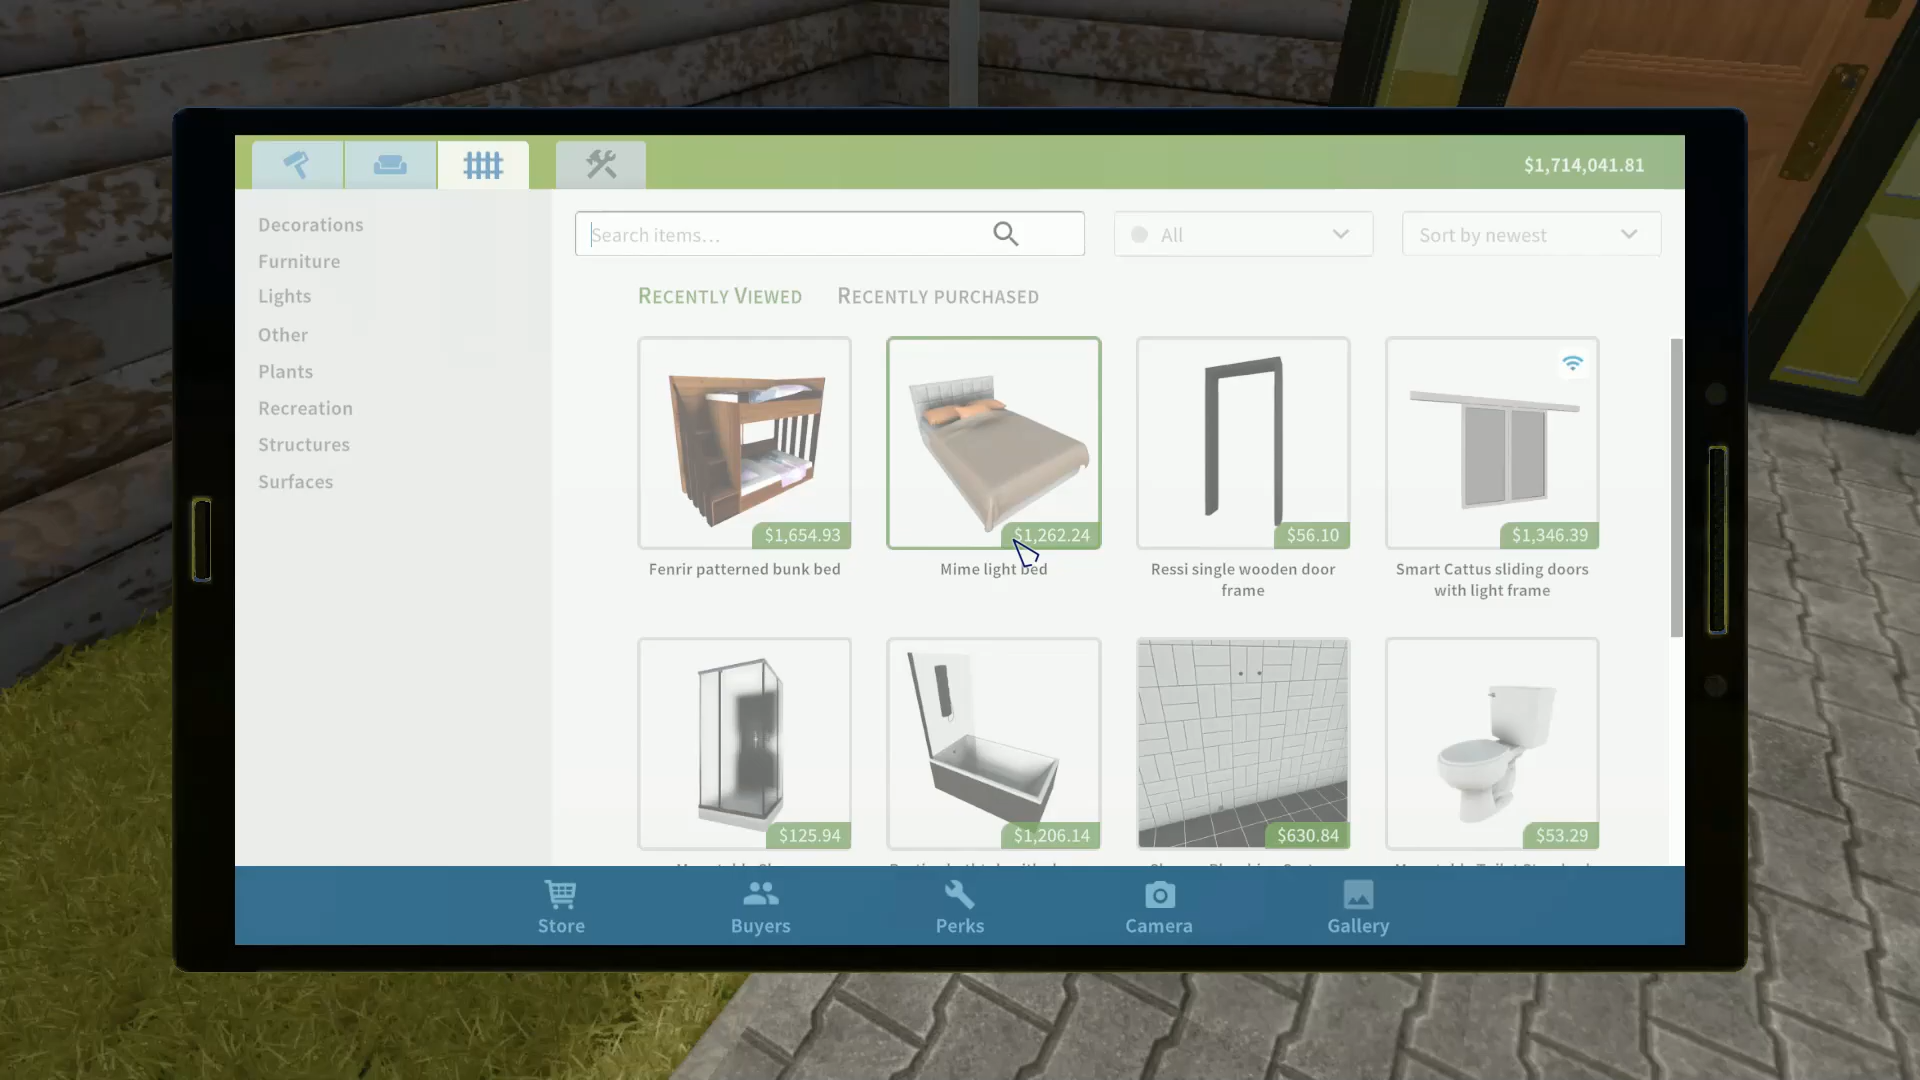 $1,714,041.81
Decorations
Furniture
Lights
Other
Plants
Recreation
Structures
Surfaces
Search items...
All
Sort by newest
RECENTLY VIEWED
RECENTLY PURCHASED
$1,654.93
$1,262.24
$56.10
$1,346.39
Fenrir patterned bunk bed
Mime light bed
Ressi single wooden door
frame
Smart Cattus sliding doors
with light frame
$125.94
$1,206.14
$630.84
$53.29
Store
Buyers
Perks
Camera
Gallery